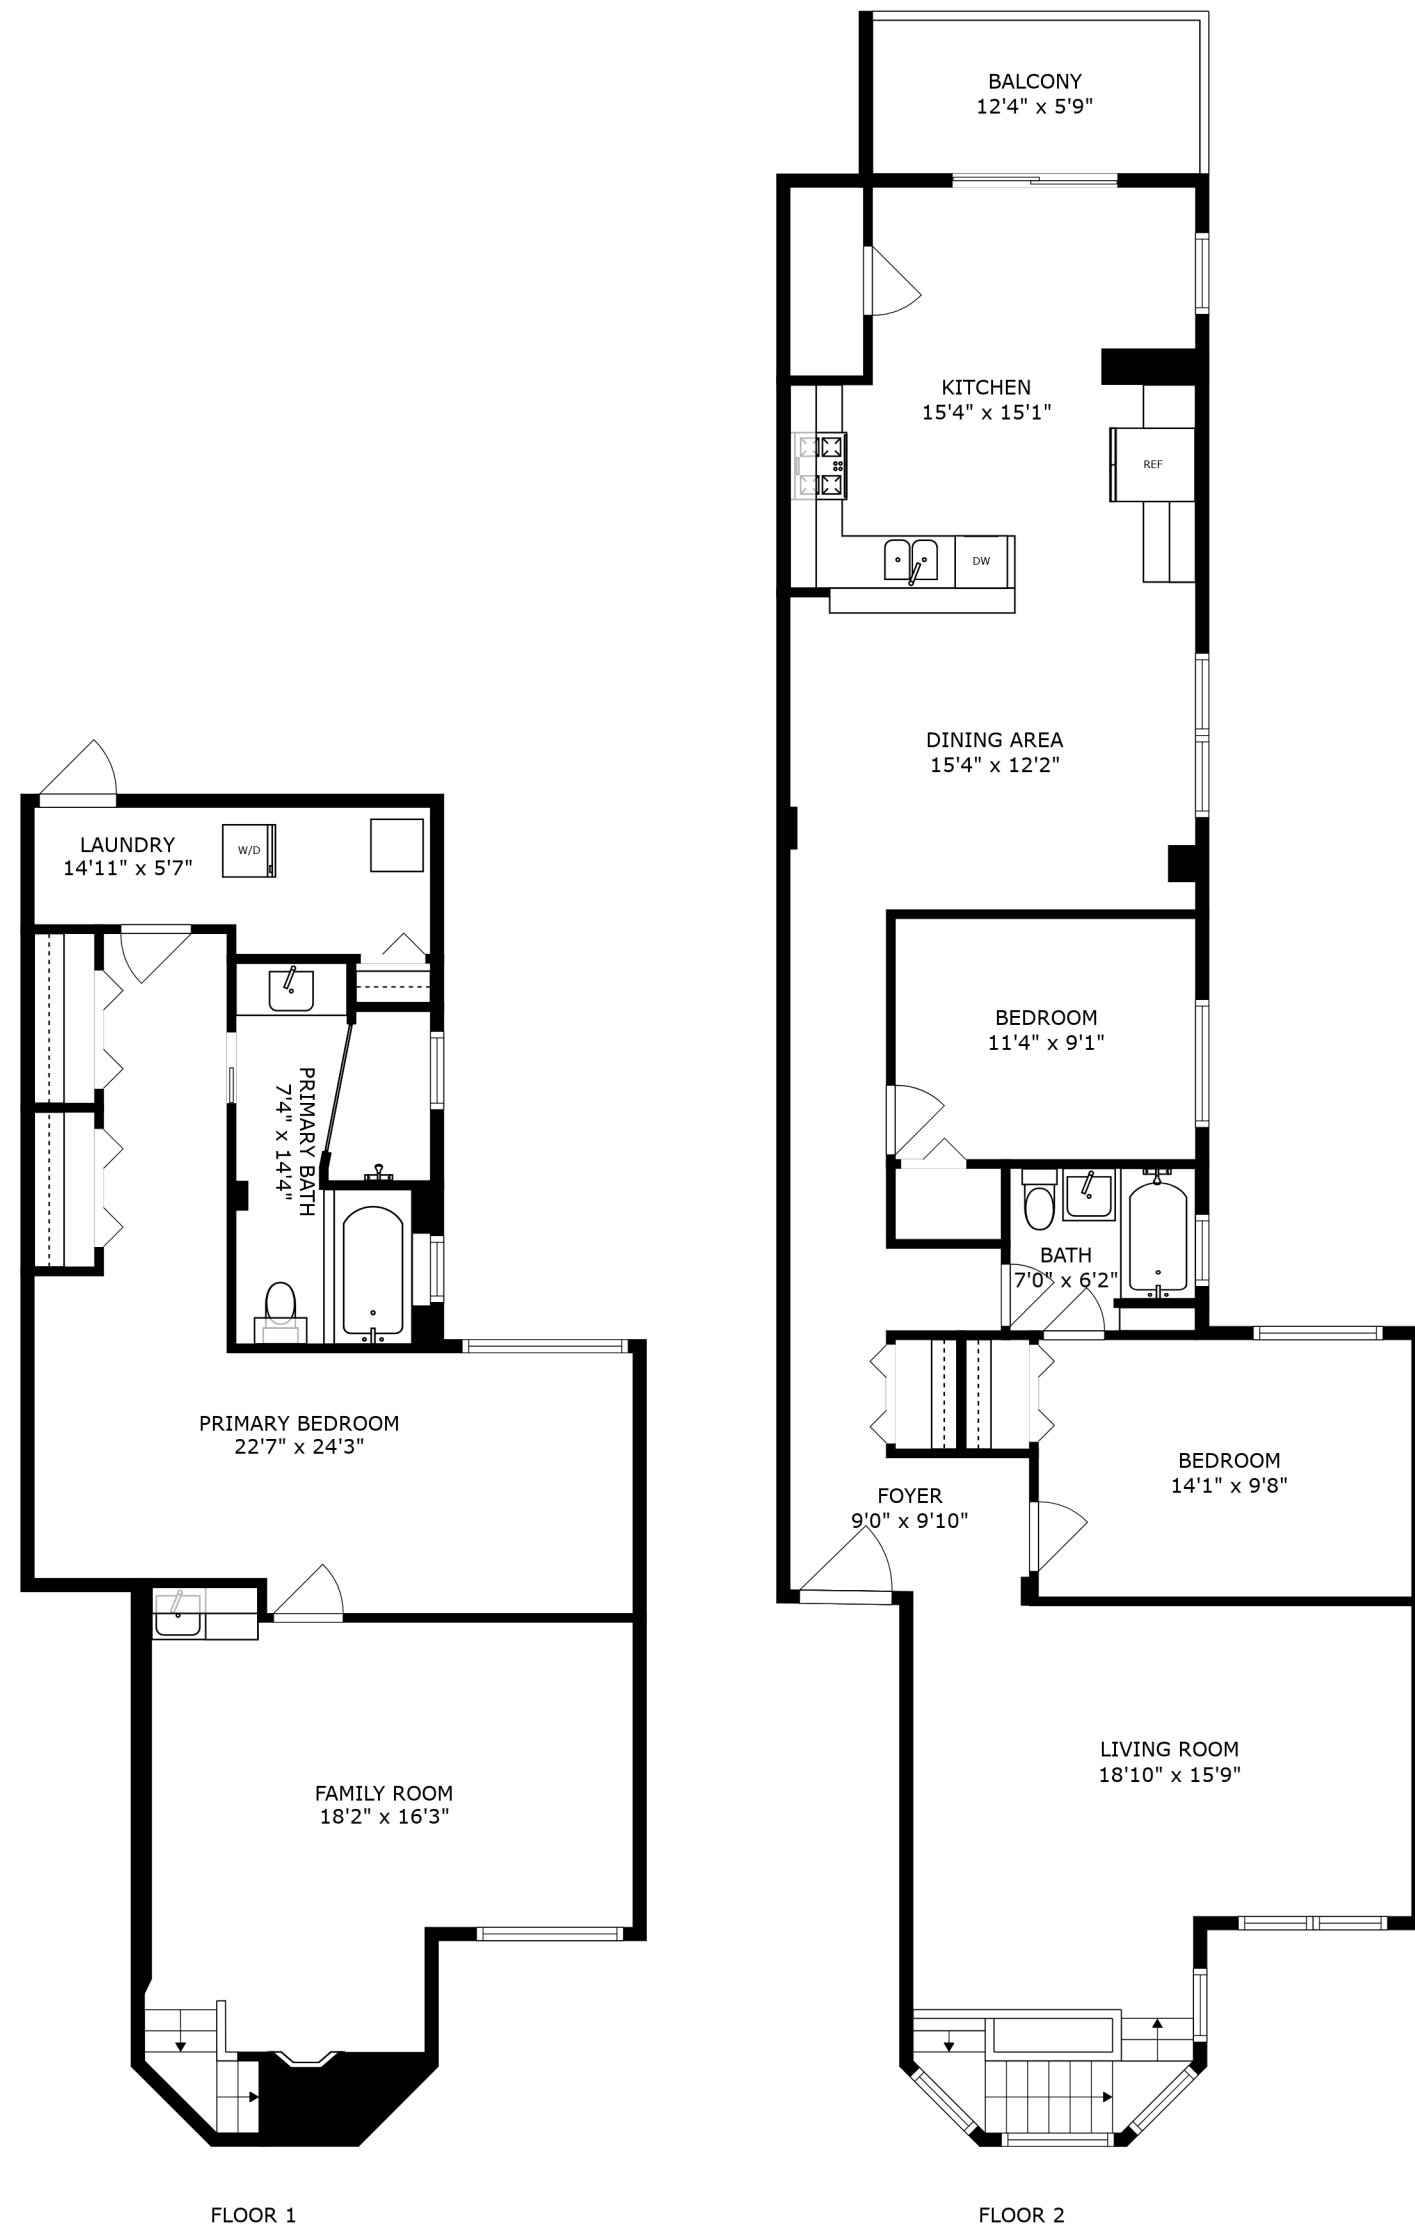 BALCONY
12'4" x 5'9"
KITCHEN
15'4" x 15'1"
REF
DW
DINING AREA
15'4" x 12'2"
LAUNDRY
14'11" x 5'7"
W/D
BEDROOM
11'4" x 9'1"
PRIMARY BATH
7'4" x 14'4"
BATH
7'0" x 6'2"
PRIMARY BEDROOM
22'7" x 24'3"
BEDROOM
14'1" x 9'8"
FOYER
9'0" x 9'10"
LIVING ROOM
18'10" x 15'9"
FAMILY ROOM
18'2" x 16'3"
FLOOR 1
FLOOR 2